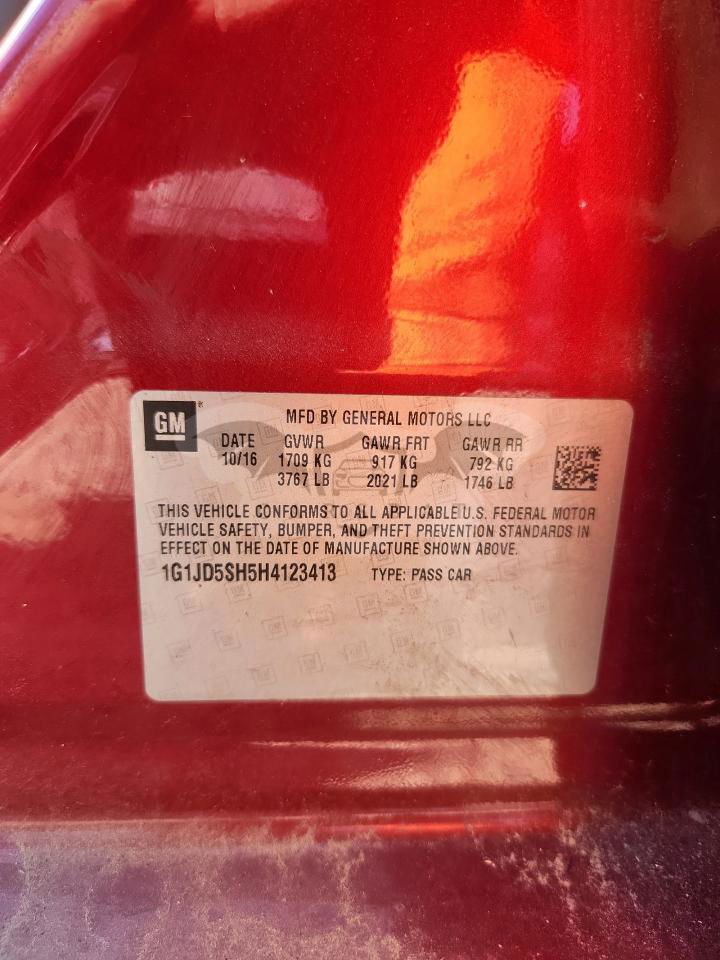 GM ®
MFD BY GENERAL MOTORS LLC
DATE GVWR GAWR FRT GAWR RR
10/16 1709 KG 917 KG 792 KG
3767 LB 2021 LB 1746 LB
THIS VEHICLE CONFORMS TO ALL APPLICABLE U.S. FEDERAL MOTOR
VEHICLE SAFETY, BUMPER, AND THEFT PREVENTION STANDARDS IN
EFFECT ON THE DATE OF MANUFACTURE SHOWN ABOVE.
1G1JD5SH5H4123413 TYPE: PASS CAR